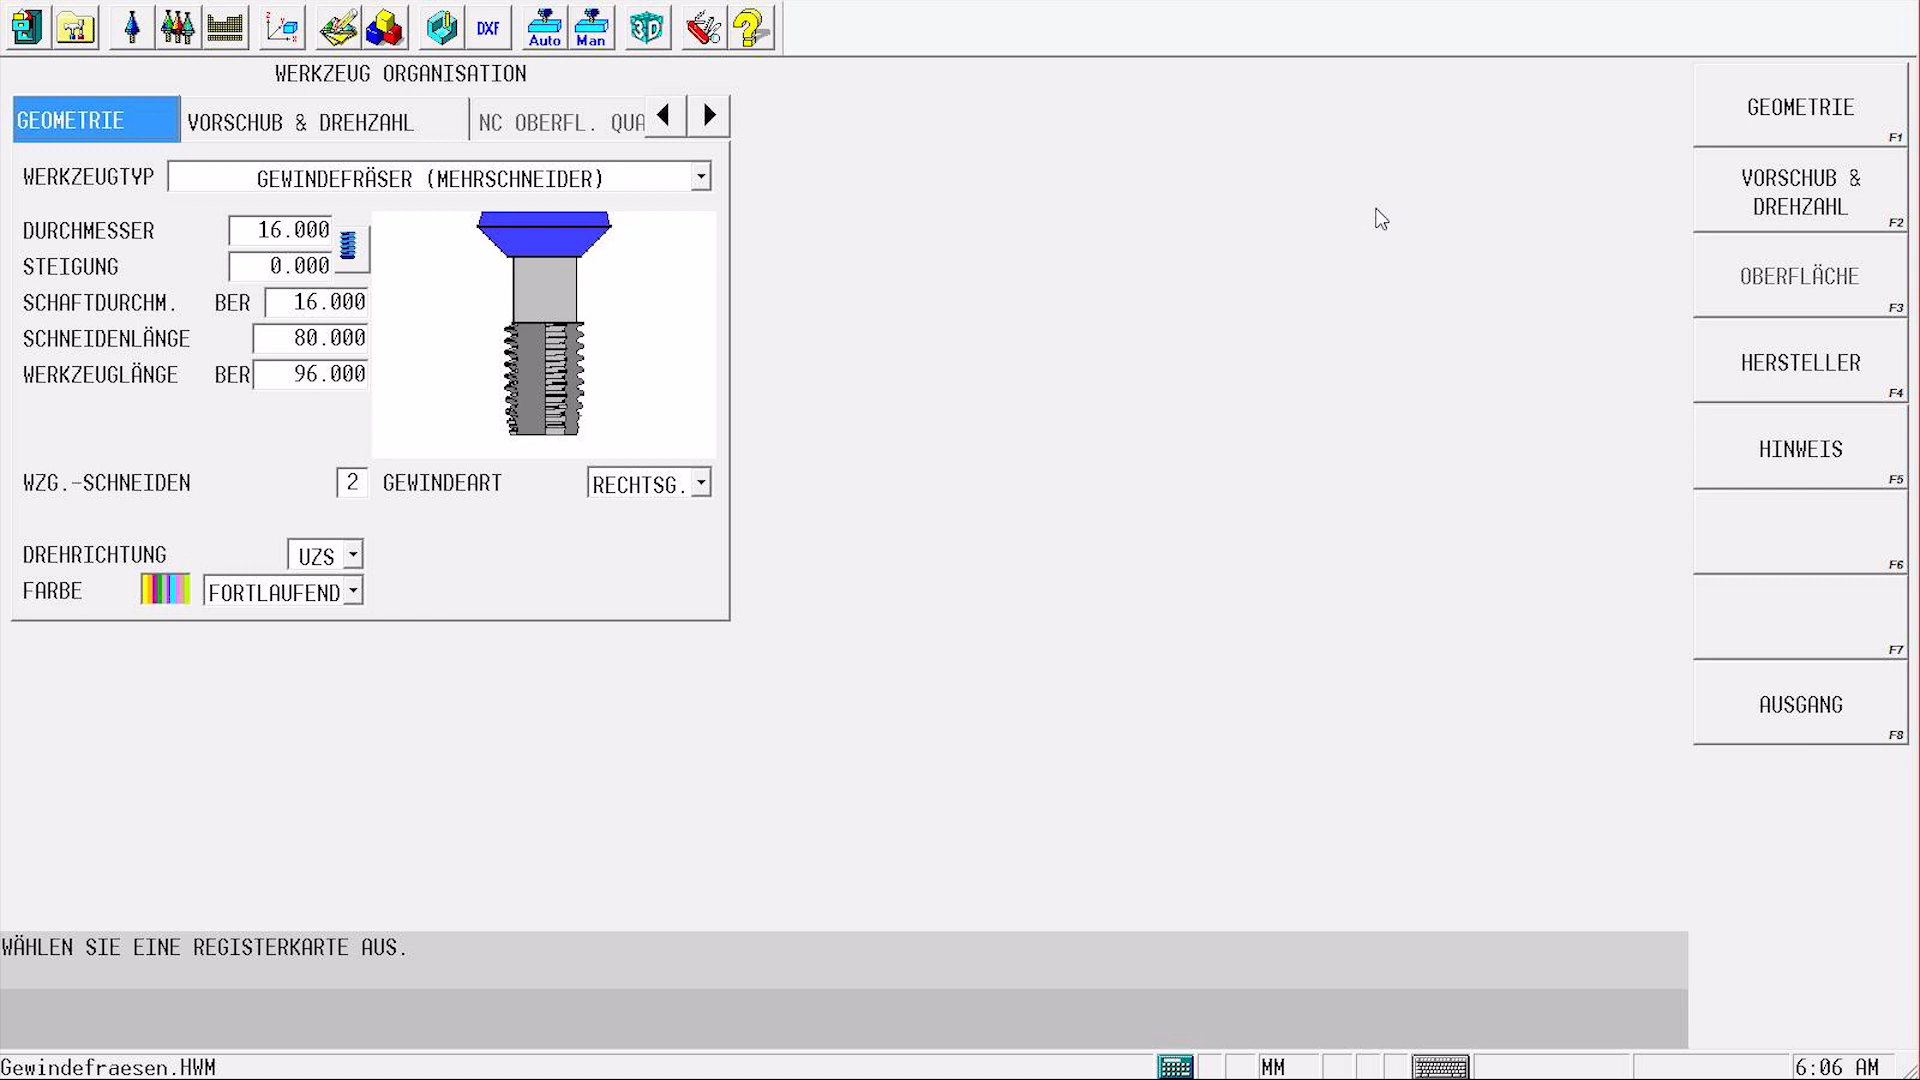 DXF
Auto
Man
3D
WERKZEUG ORGANISATION
GEOMETRIE
VORSCHUB & DREHZAHL
NC OBERFL. QUA
WERKZEUGTYP
GEWINDEFRÄSER (MEHRSCHNEIDER)
DURCHMESSER 16.000
STEIGUNG 0.000
SCHAFTDURCHM. BER 16.000
SCHNEIDENLÄNGE 80.000
WERKZEUGLÄNGE BER 96.000
WZG.-SCHNEIDEN 2 GEWINDEART RECHTSG.
DREHRICHTUNG UZS
FARBE FORTLAUFEND
GEOMETRIE
F1
VORSCHUB &
DREHZAHL
F2
OBERFLÄCHE
F3
HERSTELLER
F4
HINWEIS
F5
F6
F7
AUSGANG
F8
WÄHLEN SIE EINE REGISTERKARTE AUS.
Gewindefraesen.HWM
MM
6:06 AM